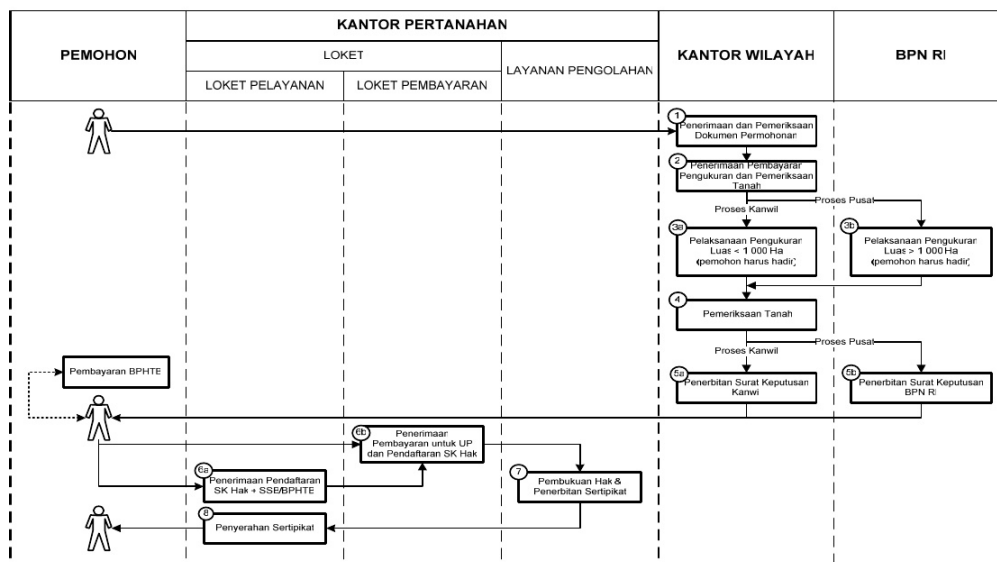 KANTOR PERTANAHAN
PEMOHON
LOKET
LAYANAN PENGOLAHAN
KANTOR WILAYAH
BPN RI
LOKET PELAYANAN
LOKET PEMBAYARAN
1
Penerimaan dan Pemeriksaan
Dokumen Permohonan
2
Penerimaan Pembayaran
Pengukuran dan Pemeriksaan
Tanah
Proses Kanwil
Proses Pusat
3a
Pelaksanaan Pengukuran
Luas < 1 000 Ha
(pemohon harus hadir)
3b
Pelaksanaan Pengukuran
Luas > 1 000 Ha
(pemohon harus hadir)
4
Pemeriksaan Tanah
Proses Kanwil
Proses Pusat
Pembayaran BPHTE
5a
Penerbitan Surat Keputusan
Kanwi
5b
Penerbitan Surat Keputusan
BPN RI
6b
Penerimaan
Pembayaran untuk UP
dan Pendaftaran SK Hak
6a
Penerimaan Pendaftaran
SK Hak + SSE/BPHTE
7
Pembukuan Hak &
Penerbitan Sertipikat
8
Penyerahan Sertipikat